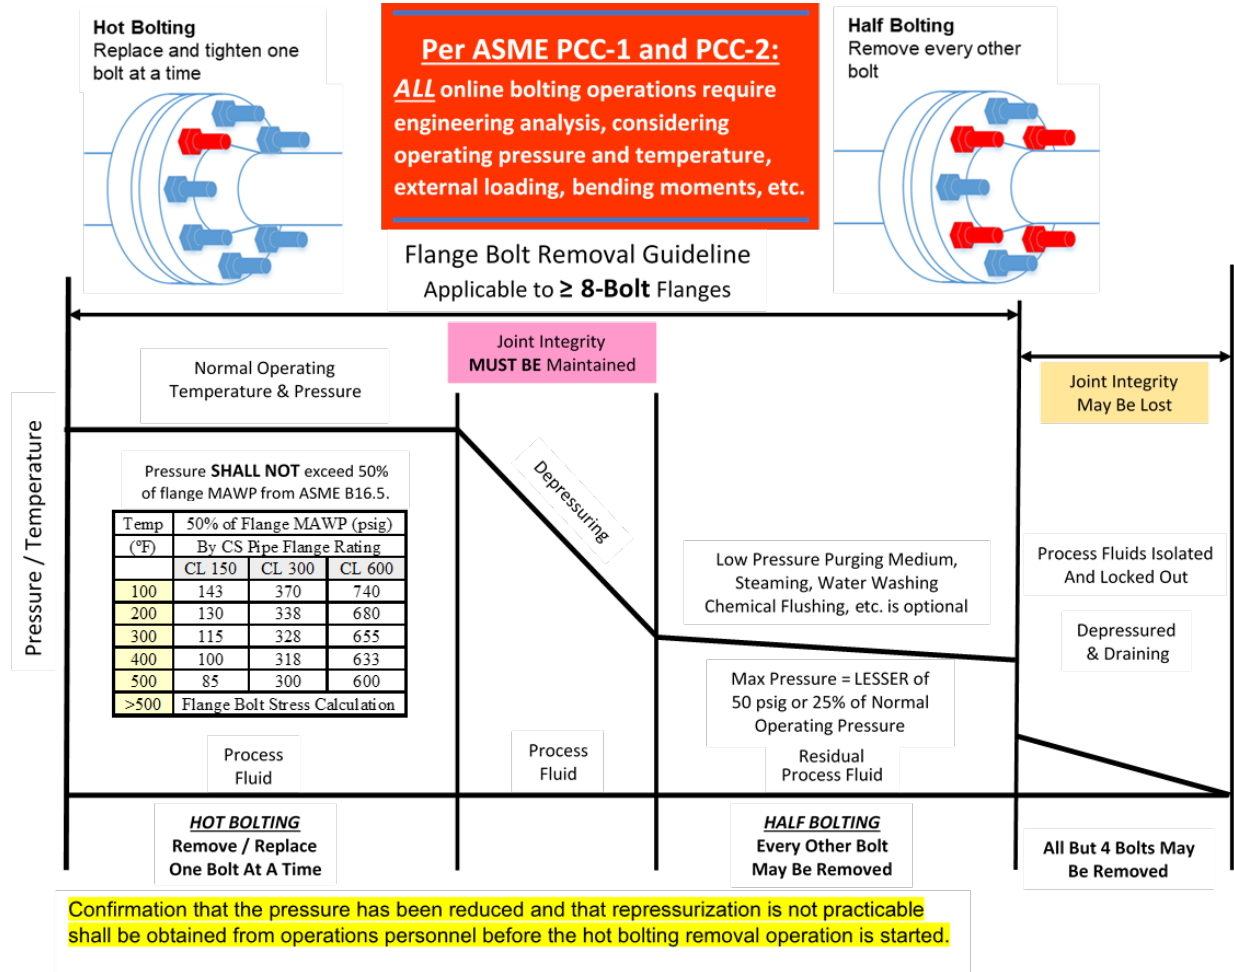 Hot Bolting
Replace and tighten one
bolt at a time
Per ASME PCC-1 and PCC-2:
ALL online bolting operations require
engineering analysis, considering
operating pressure and temperature,
external loading, bending moments, etc.
Half Bolting
Remove every other
bolt
Flange Bolt Removal Guideline
Applicable to ≥ 8-Bolt Flanges
Joint Integrity
MUST BE Maintained
Joint Integrity
May Be Lost
Normal Operating
Temperature & Pressure
Pressure / Temperature
Pressure SHALL NOT exceed 50%
of flange MAWP from ASME B16.5.
Temp 50% of Flange MAWP (psig)
(°F) By CS Pipe Flange Rating
CL 150 CL 300 CL 600
100 143 370 740
200 130 338 680
300 115 328 655
400 100 318 633
500 85 300 600
>500 Flange Bolt Stress Calculation
Depressuring
Low Pressure Purging Medium,
Steaming, Water Washing
Chemical Flushing, etc. is optional
Process Fluids Isolated
And Locked Out
Depressured
& Draining
Max Pressure = LESSER of
50 psig or 25% of Normal
Operating Pressure
Process
Fluid
Process
Fluid
Residual
Process Fluid
HOT BOLTING
Remove / Replace
One Bolt At A Time
HALF BOLTING
Every Other Bolt
May Be Removed
All But 4 Bolts May
Be Removed
Confirmation that the pressure has been reduced and that repressurization is not practicable
shall be obtained from operations personnel before the hot bolting removal operation is started.